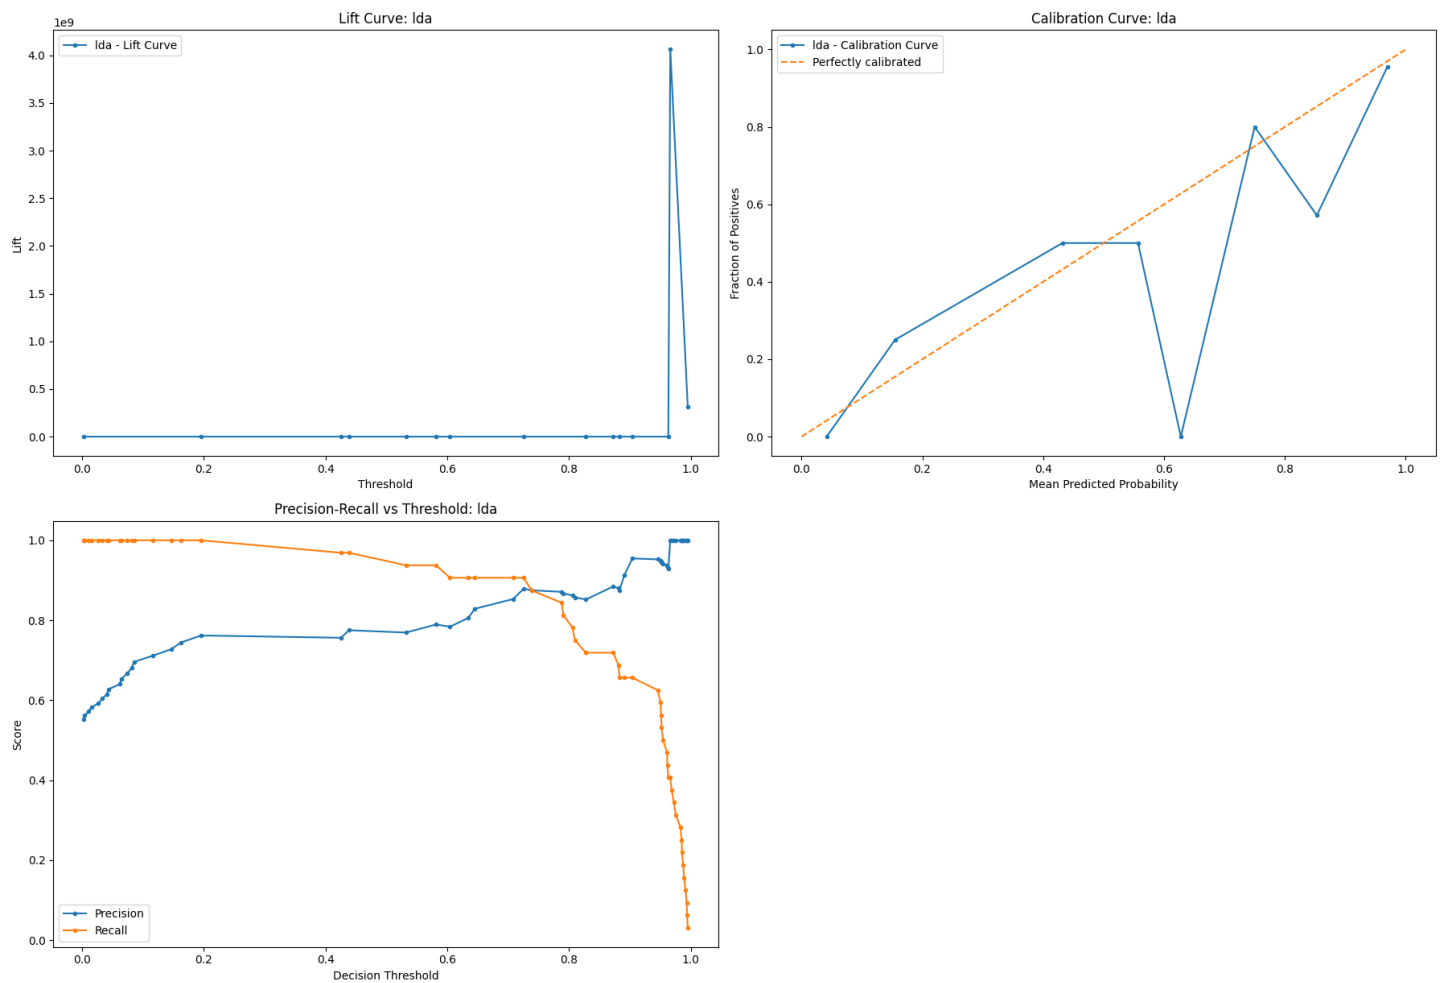 Lift Curve: lda
1e9
lda - Lift Curve
4.0
3.5
3.0
2.5
2.0
1.5
1.0
0.5
0.0
Lift
0.0 0.2 0.4 0.6 0.8 1.0
Threshold
Calibration Curve: lda
lda - Calibration Curve
Perfectly calibrated
1.0
0.8
0.6
0.4
0.2
0.0
Fraction of Positives
0.0 0.2 0.4 0.6 0.8 1.0
Mean Predicted Probability
Precision-Recall vs Threshold: lda
1.0
0.8
0.6
0.4
0.2
0.0
Score
Precision
Recall
0.0 0.2 0.4 0.6 0.8 1.0
Decision Threshold